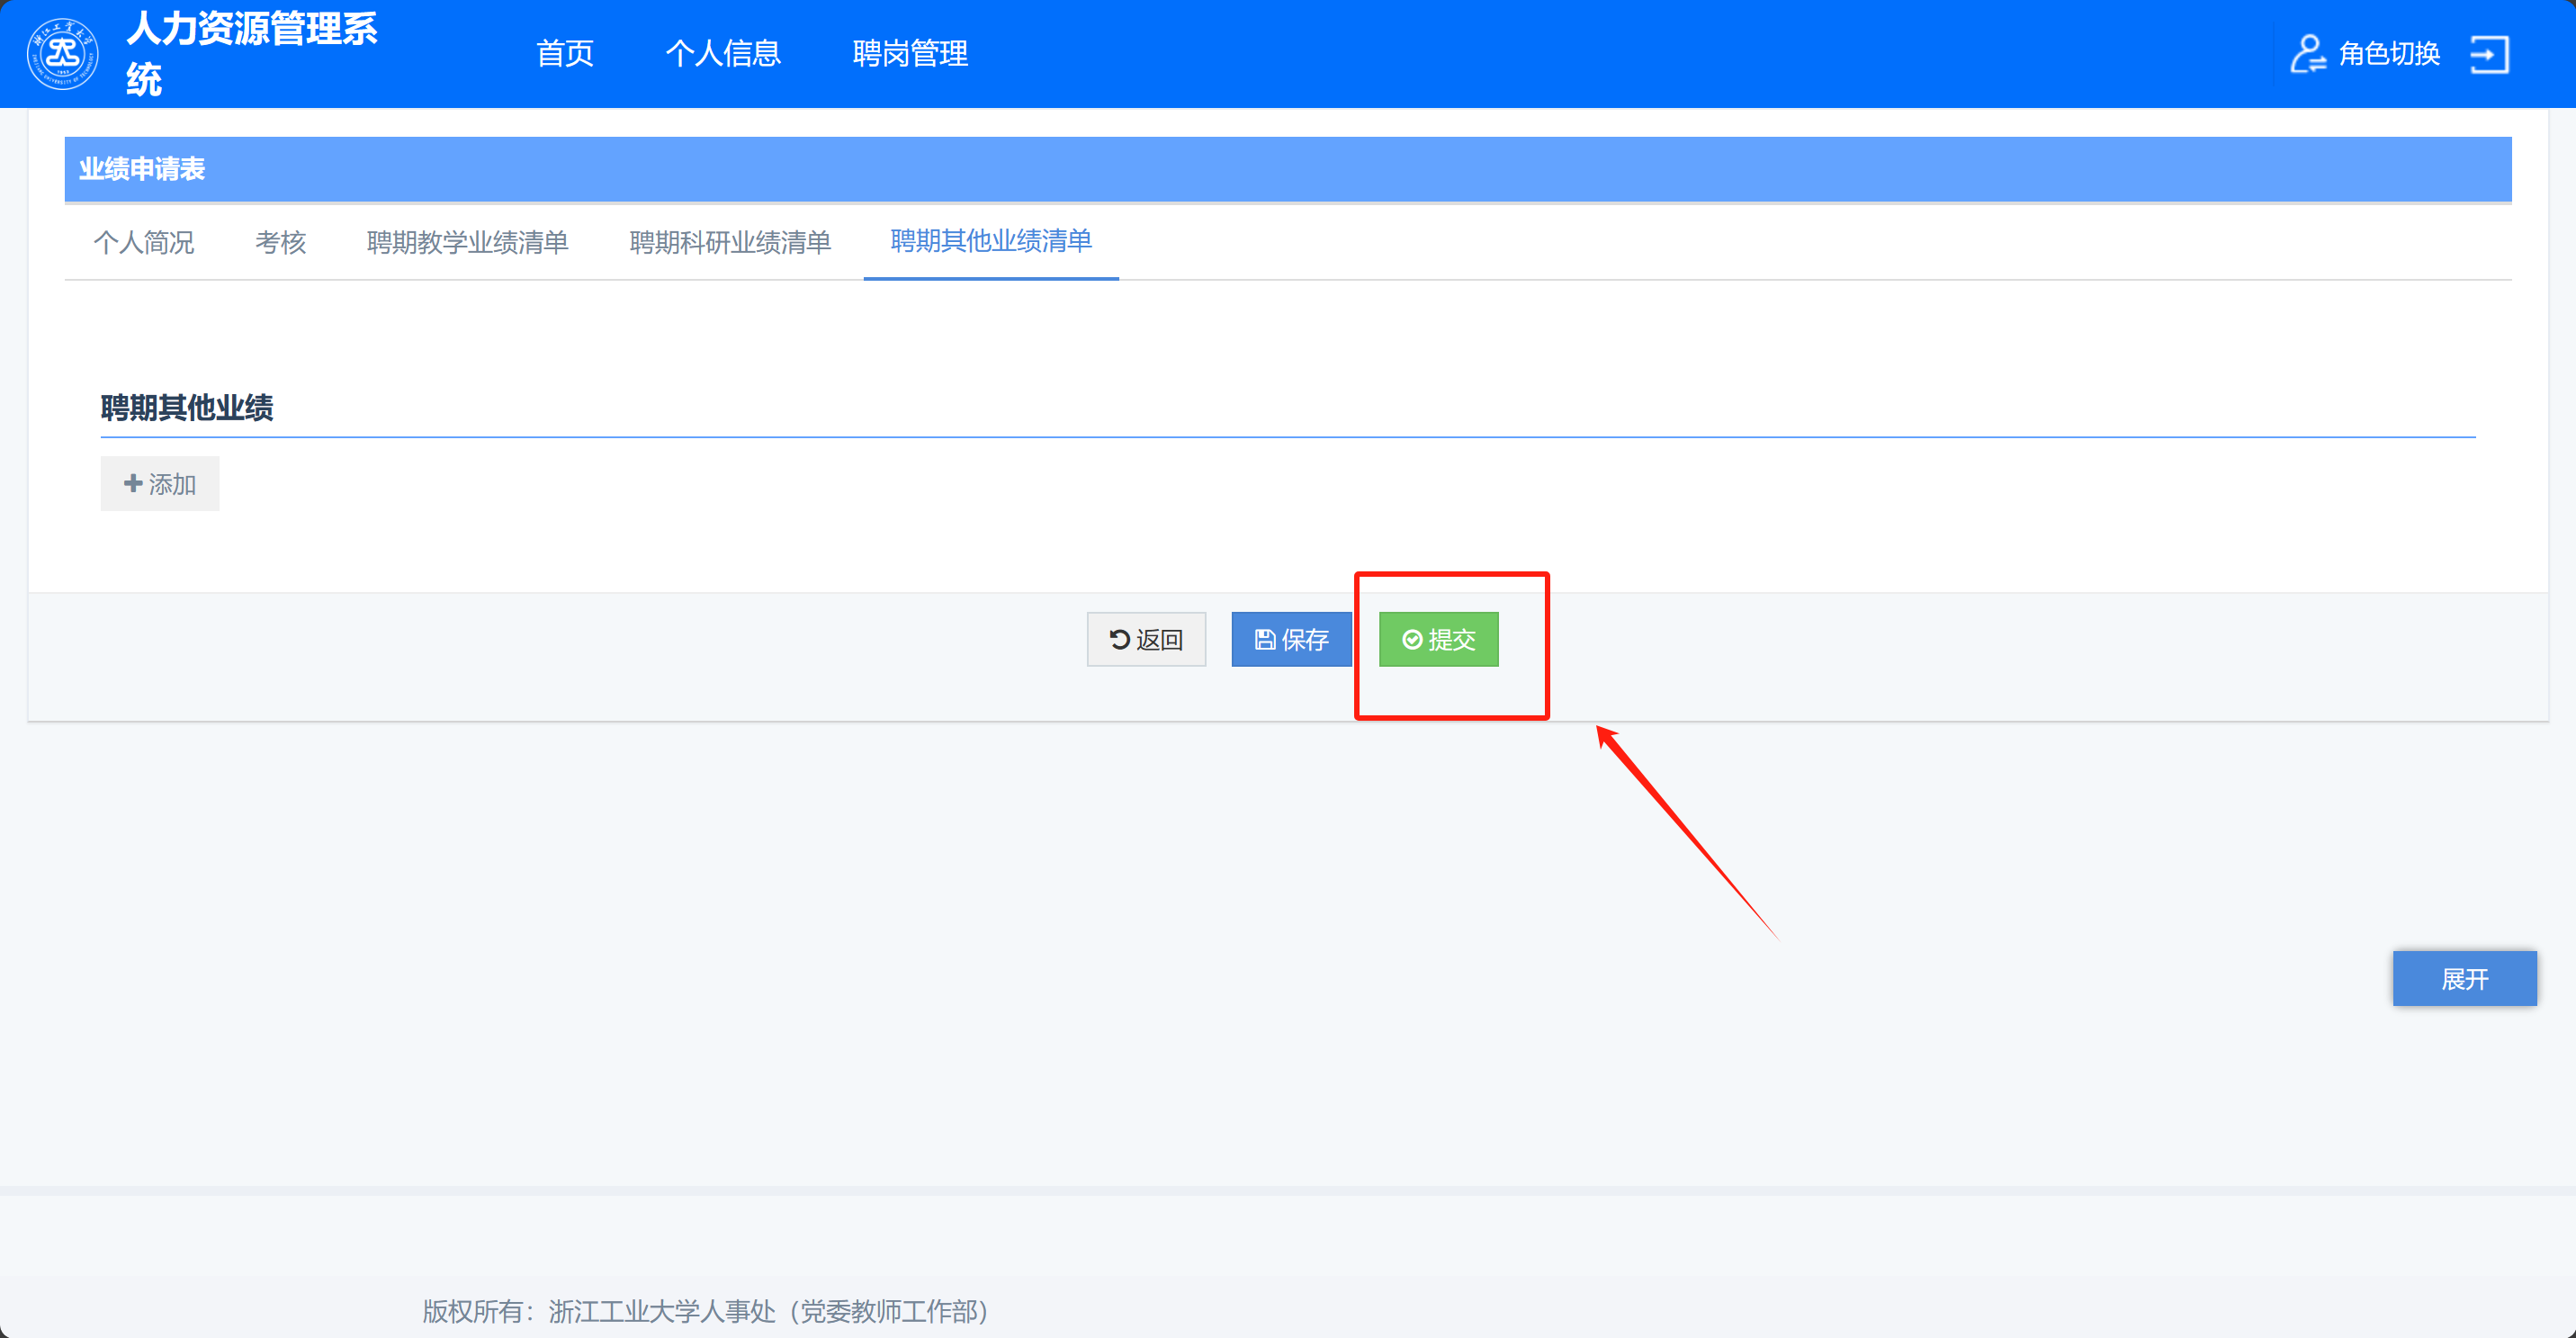 人力资源管理系
统
首页 个人信息 聘岗管理 角色切换
业绩申请表
个人简况 考核 聘期教学业绩清单 聘期科研业绩清单 聘期其他业绩清单
聘期其他业绩
添加
返回 保存 提交
展开
版权所有：浙江工业大学人事处（党委教师工作部）